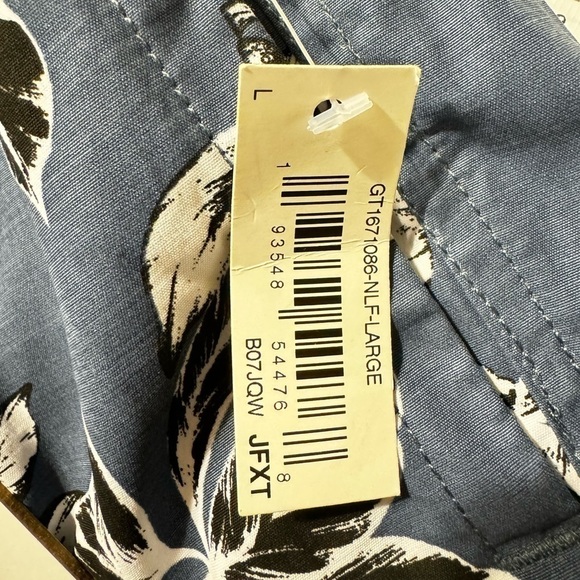 L
GT1671086-NLF-LARGE
1 93548 54476 8
B07JQW JFXT